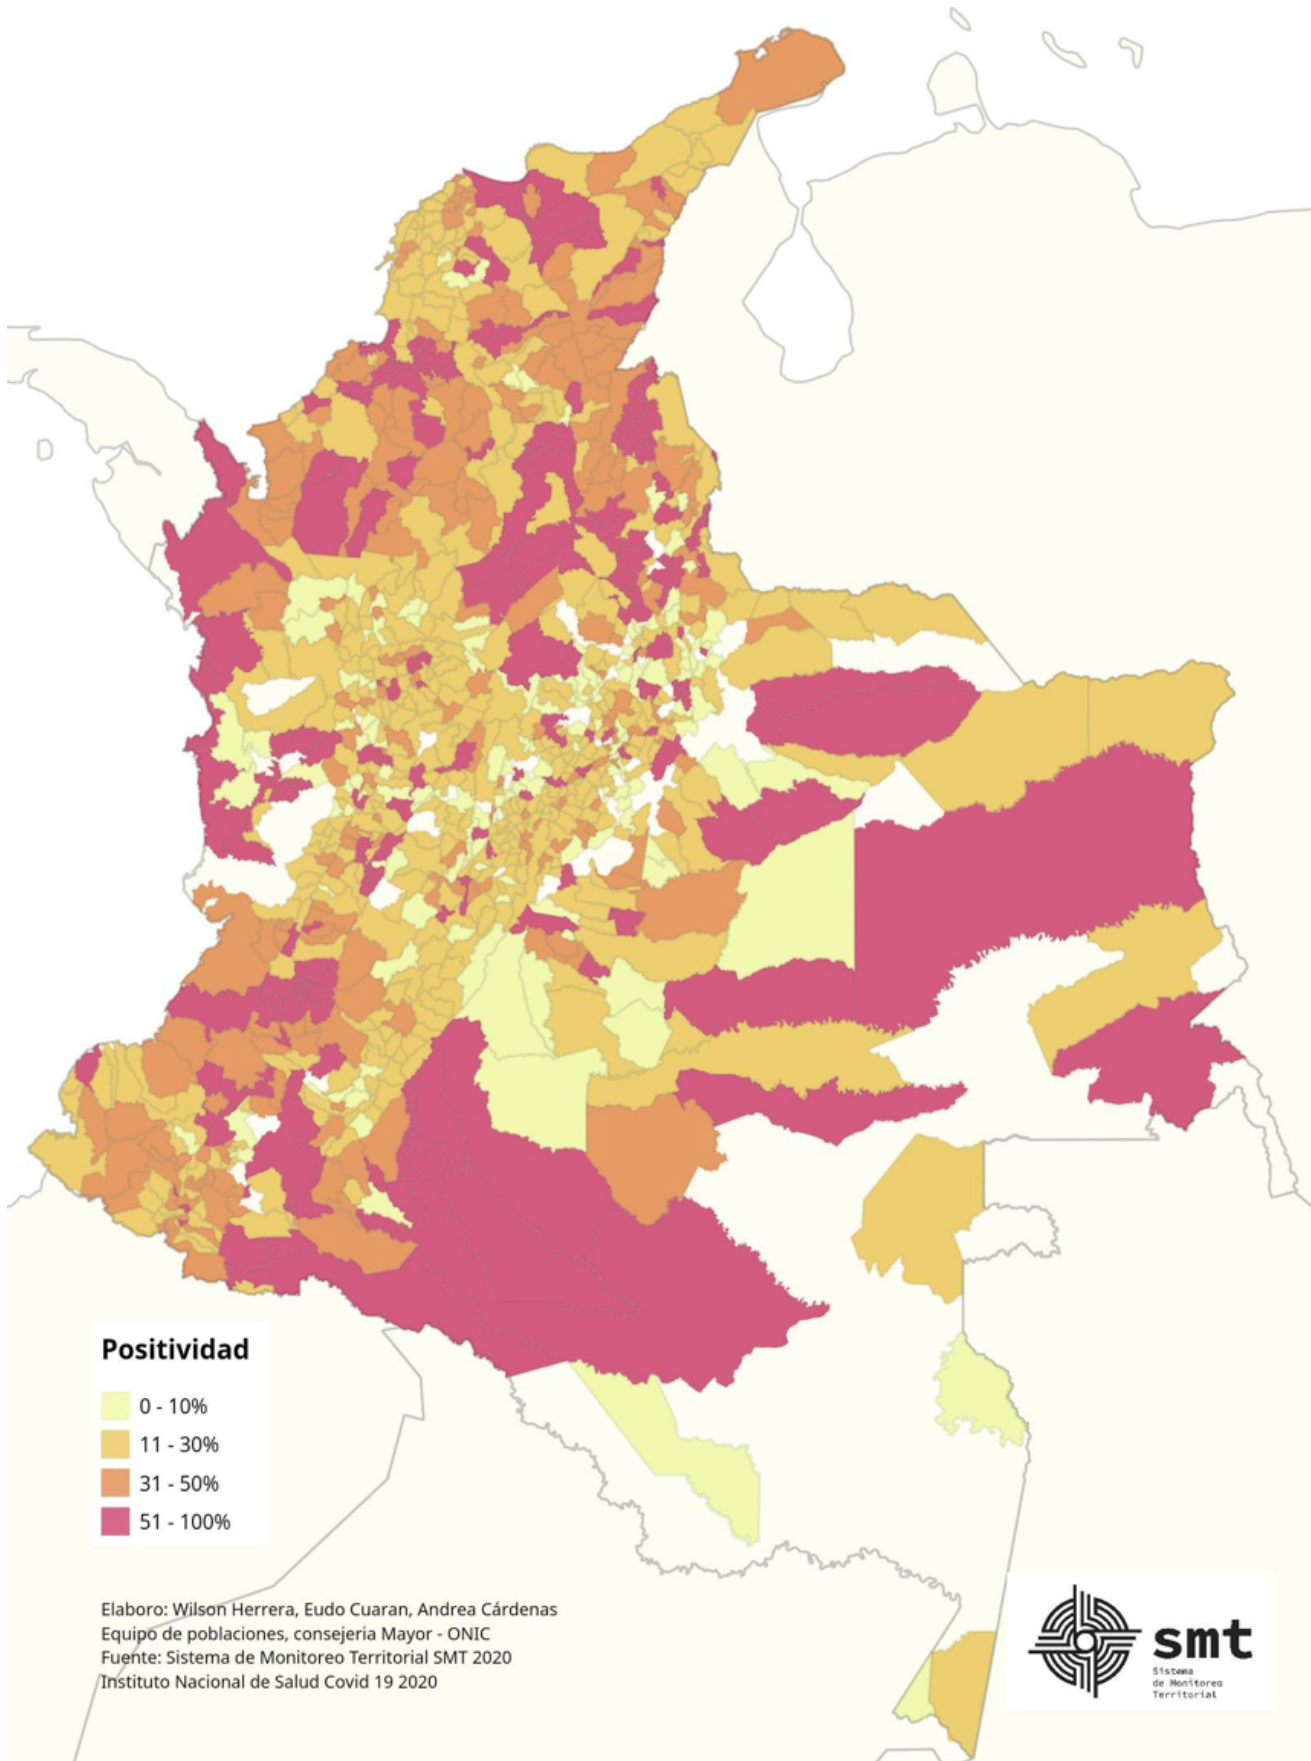 Positividad
0 - 10%
11 - 30%
31 - 50%
51 - 100%
Elaboro: Wilson Herrera, Eudo Cuaran, Andrea Cárdenas
Equipo de poblaciones, consejeria Mayor - ONIC
Fuente: Sistema de Monitoreo Territorial SMT 2020
Instituto Nacional de Salud Covid 19 2020
smt
Sistema
de Monitoreo
Territorial